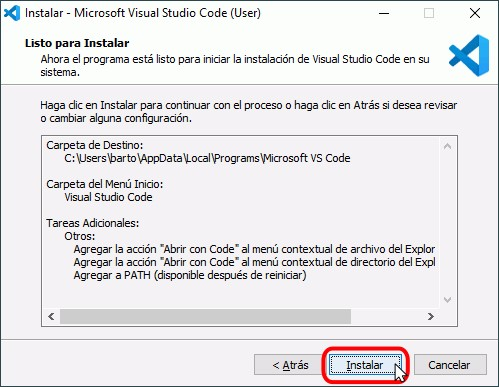 Instalar - Microsoft Visual Studio Code (User)
Listo para Instalar
Ahora el programa está listo para iniciar la instalación de Visual Studio Code en su
sistema.
Haga clic en Instalar para continuar con el proceso o haga clic en Atrás si desea revisar
o cambiar alguna configuración.
Carpeta de Destino:
C:\Users\barto\AppData\Local\Programs\Microsoft VS Code
Carpeta del Menú Inicio:
Visual Studio Code
Tareas Adicionales:
Otros:
Agregar la acción "Abrir con Code" al menú contextual de archivo del Explor
Agregar la acción "Abrir con Code" al menú contextual de directorio del Expl
Agregar a PATH (disponible después de reiniciar)
< Atrás Instalar Cancelar